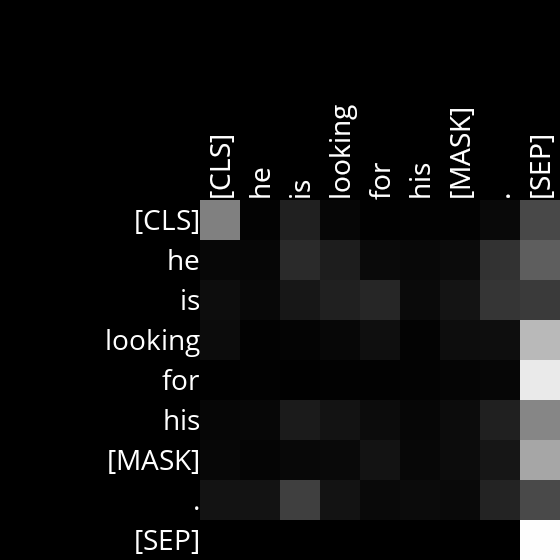 [CLS] he is looking for his [MASK] . [SEP]
[CLS]
he
is
looking
for
his
[MASK]
.
[SEP]